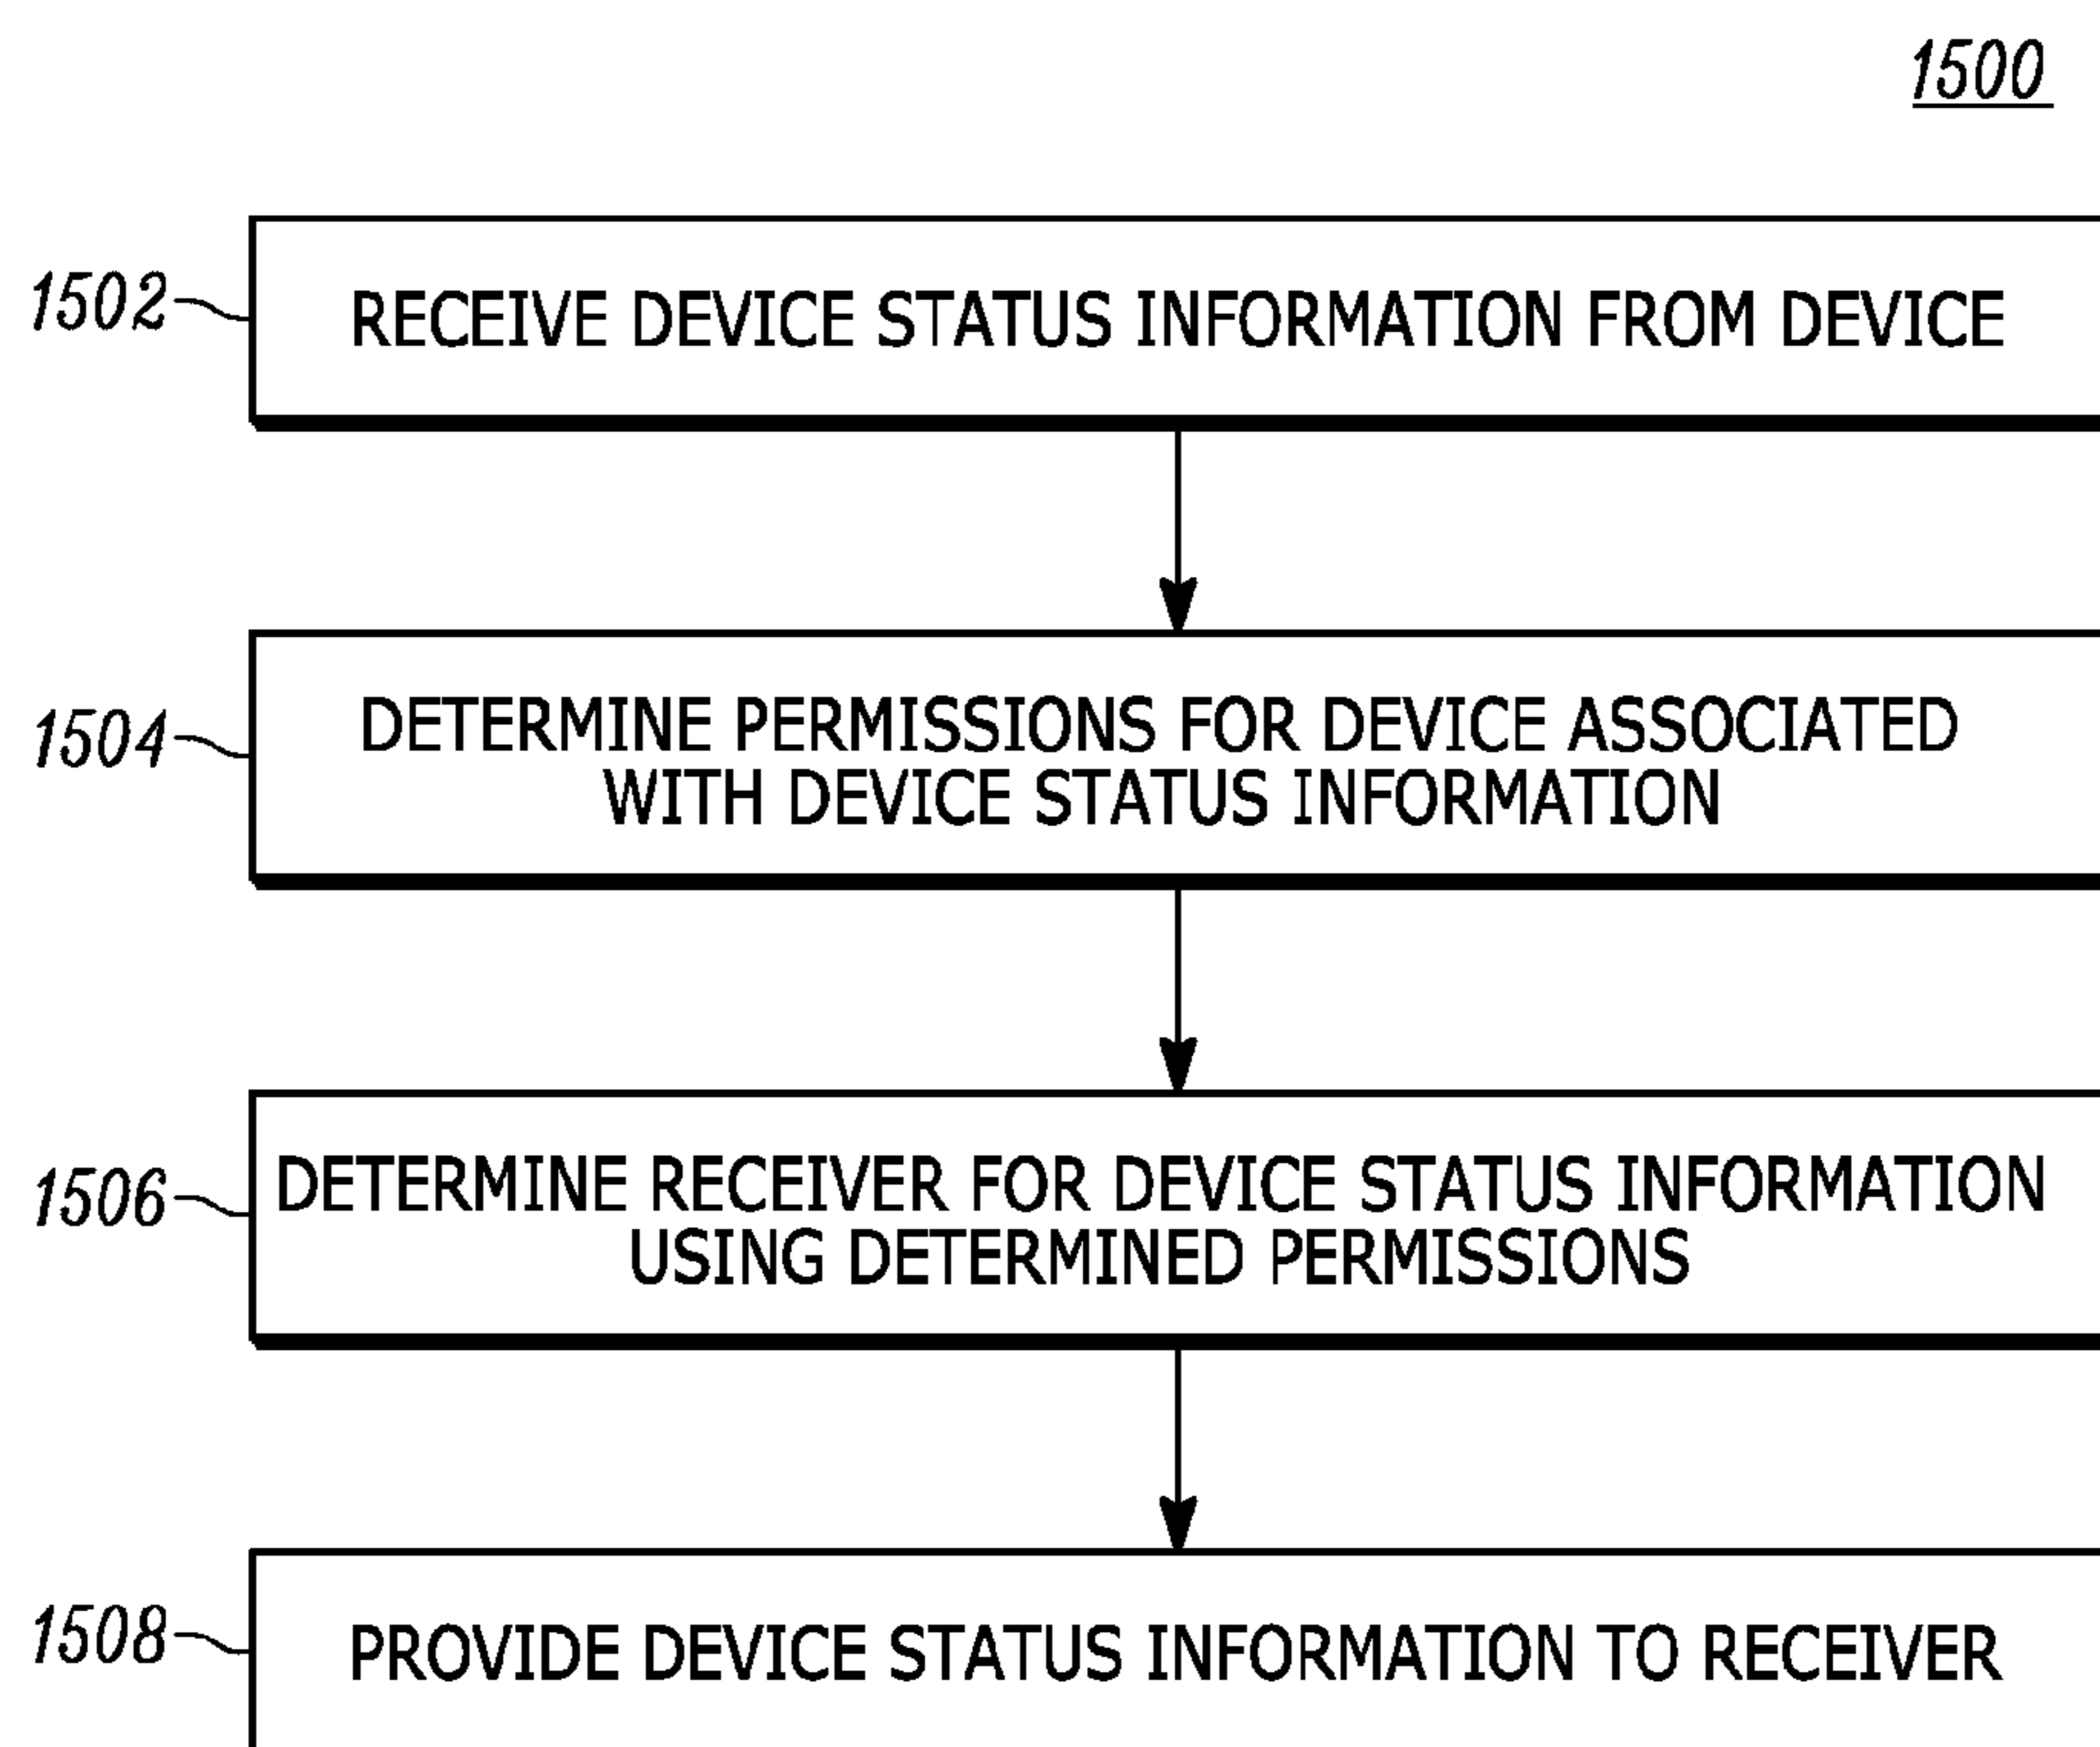 1500
1502
RECEIVE DEVICE STATUS INFORMATION FROM DEVICE
1504
DETERMINE PERMISSIONS FOR DEVICE ASSOCIATED
WITH DEVICE STATUS INFORMATION
1506
DETERMINE RECEIVER FOR DEVICE STATUS INFORMATION
USING DETERMINED PERMISSIONS
1508
PROVIDE DEVICE STATUS INFORMATION TO RECEIVER